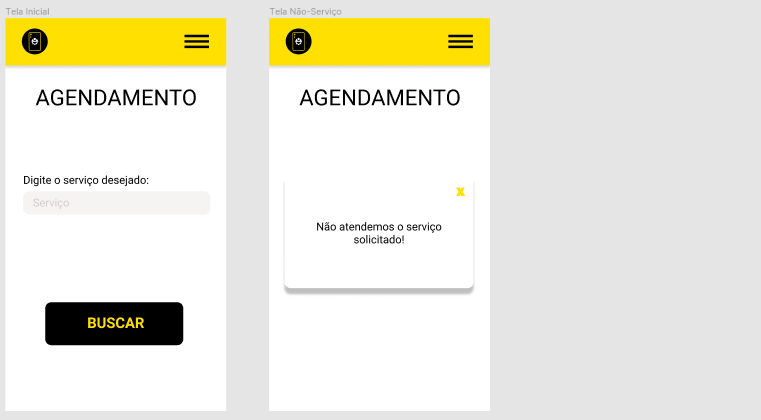 Tela Inicial
AGENDAMENTO
Digite o serviço desejado:
Serviço
BUSCAR
Tela Não-Serviço
AGENDAMENTO
x
Não atendemos o serviço
solicitado!